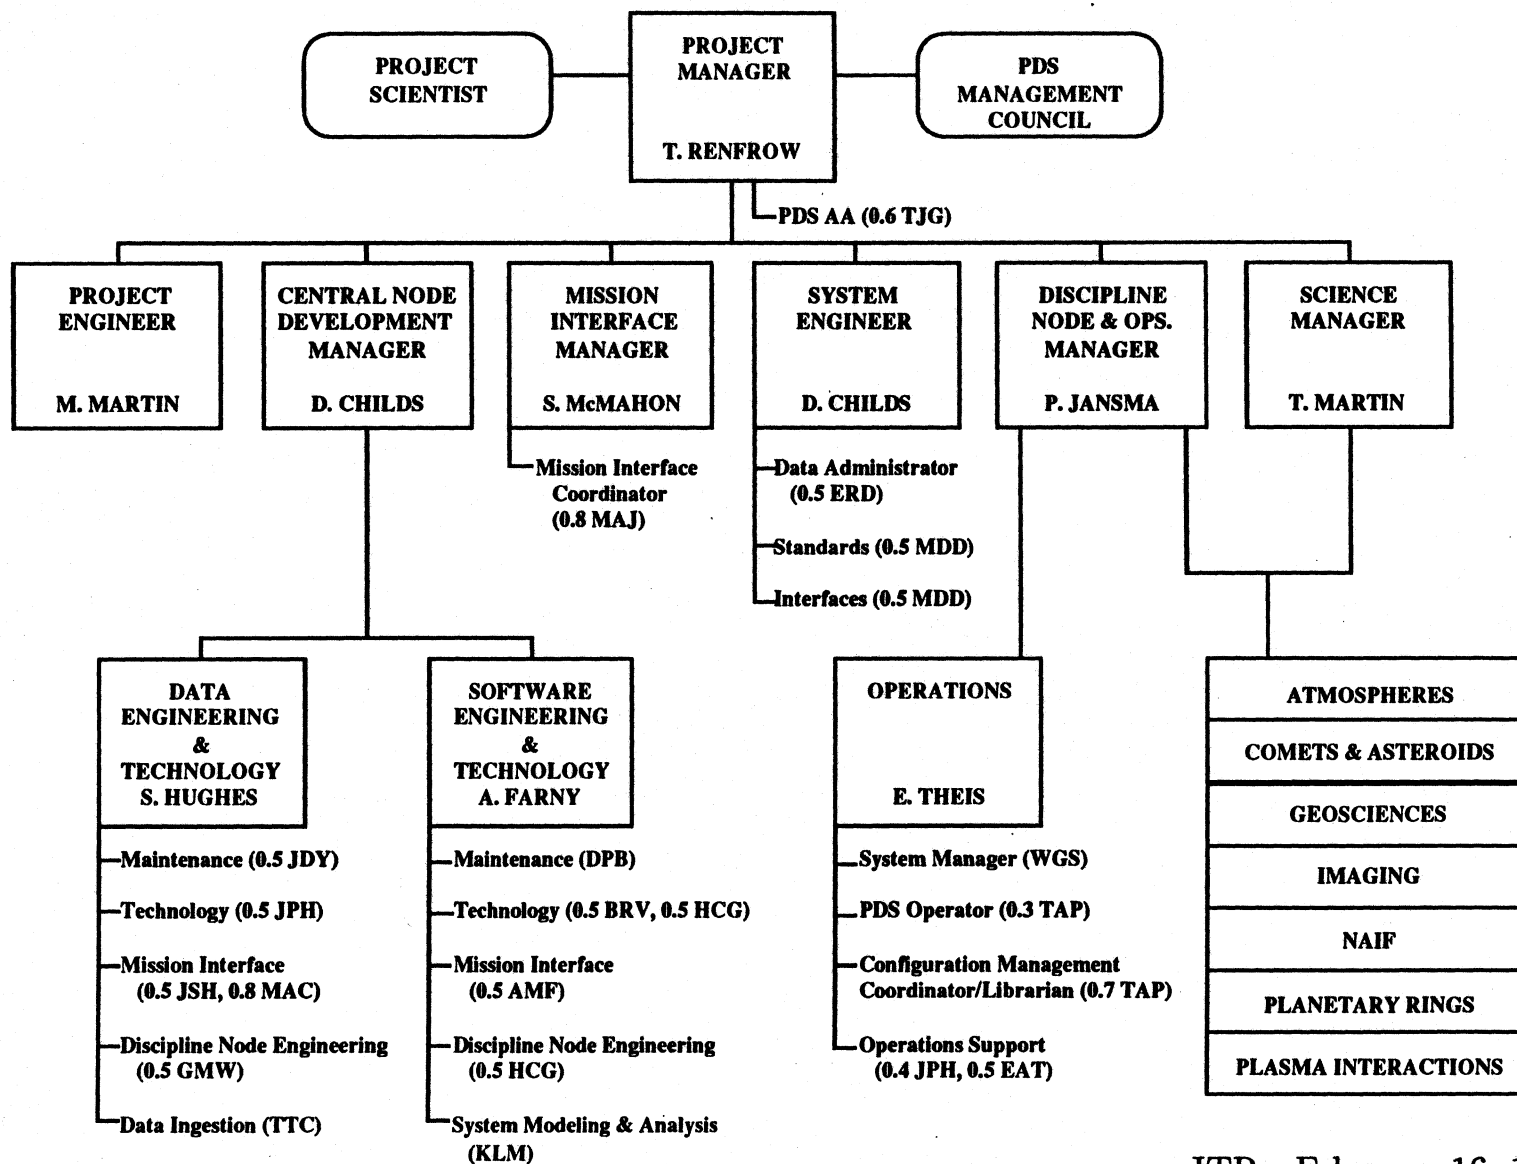 PROJECT
SCIENTIST
PROJECT
MANAGER
T. RENFROW
PDS
MANAGEMENT
COUNCIL
PDS AA (0.6 TJG)
PROJECT
ENGINEER
M. MARTIN
CENTRAL NODE
DEVELOPMENT
MANAGER
D. CHILDS
MISSION
INTERFACE
MANAGER
S. McMAHON
SYSTEM
ENGINEER
D. CHILDS
DISCIPLINE
NODE & OPS.
MANAGER
P. JANSMA
SCIENCE
MANAGER
T. MARTIN
Mission Interface
Coordinator
(0.8 MAJ)
Data Administrator
(0.5 ERD)
Standards (0.5 MDD)
Interfaces (0.5 MDD)
DATA
ENGINEERING
&
TECHNOLOGY
S. HUGHES
Maintenance (0.5 JDY)
Technology (0.5 JPH)
Mission Interface
(0.5 JSH, 0.8 MAC)
Discipline Node Engineering
(0.5 GMW)
Data Ingestion (TTC)
SOFTWARE
ENGINEERING
&
TECHNOLOGY
A. FARNY
Maintenance (DPB)
Technology (0.5 BRV, 0.5 HCG)
Mission Interface
(0.5 AMF)
Discipline Node Engineering
(0.5 HCG)
System Modeling & Analysis
(KLM)
OPERATIONS
E. THEIS
System Manager (WGS)
PDS Operator (0.3 TAP)
Configuration Management
Coordinator/Librarian (0.7 TAP)
Operations Support
(0.4 JPH, 0.5 EAT)
ATMOSPHERES
COMETS & ASTEROIDS
GEOSCIENCES
IMAGING
NAIF
PLANETARY RINGS
PLASMA INTERACTIONS